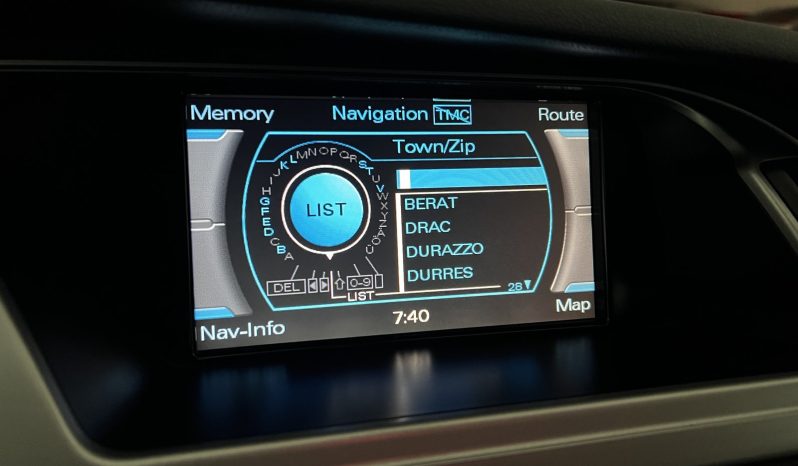 Memory
Navigation TMC
Route
Town/Zip
A B C D E F G H I J K L M N O P Q R S T U V W X Y Z Ä Ö
LIST
BERAT
DRAC
DURAZZO
DURRES
DEL 0-9
LIST
28
Nav-Info
7:40
Map